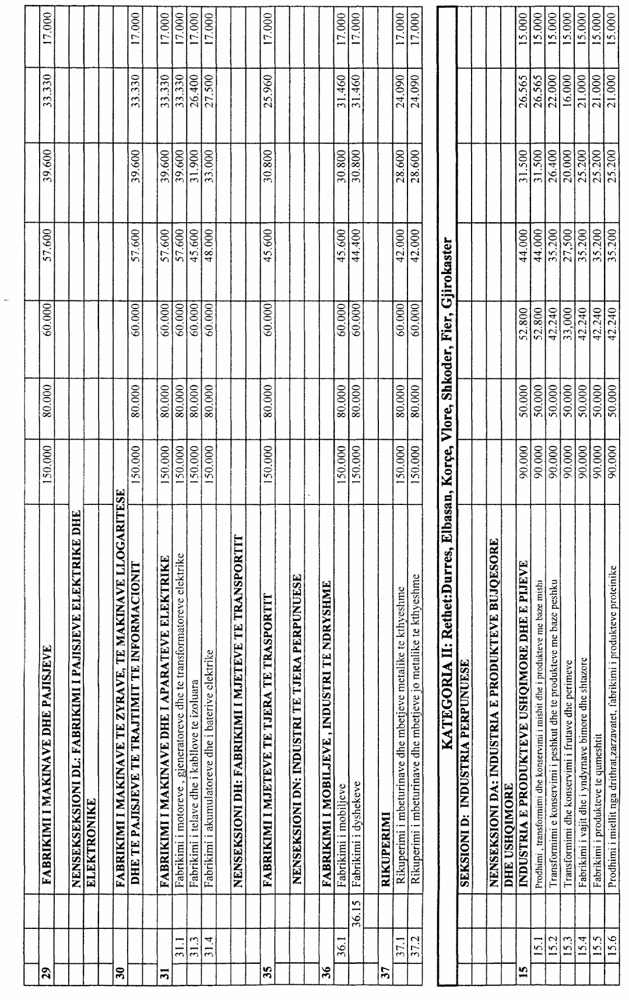 29 FABRIKIMI I MAKINAVE DHE PAJISJEVE 150.000 80.000 60.000 57.600 39.600 33.330 17.000
NENSEKSIONI DL: FABRIKIMI I PAJISJEVE ELEKTRIKE DHE
ELEKTRONIKE
30 FABRIKIMI I MAKINAVE TE ZYRAVE, TE MAKINAVE LLOGARITESE
DHE TE PAJISJEVE TE TRAJTIMIT TE INFORMACIONIT 150.000 80.000 60.000 57.600 39.600 33.330 17.000
31 FABRIKIMI I MAKINAVE DHE I APARATEVE ELEKTRIKE 150.000 80.000 60.000 57.600 39.600 33.330 17.000
31.1 Fabrikimi i motoreve , gjeneratoreve dhe te transformatoreve elektrike 150.000 80.000 60.000 57.600 39.600 33.330 17.000
31.3 Fabrikimi i telave dhe i kabllove te izoluara 150.000 80.000 60.000 45.600 31.900 26.400 17.000
31.4 Fabrikimi i akumulatoreve dhe i baterive elektrike 150.000 80.000 60.000 48.000 33.000 27.500 17.000
NENSEKSIONI DH: FABRIKIMI I MJETEVE TE TRANSPORTIT
35 FABRIKIMI I MJETEVE TE TJERA TE TRASPORTIT 150.000 80.000 60.000 45.600 30.800 25.960 17.000
NENSEKSIONI DN: INDUSTRI TE TJERA PERPUNUESE
36 FABRIKIMI I MOBILJEVE , INDUSTRI TE NDRYSHME
36.1 Fabrikimi i mobiljeve 150.000 80.000 60.000 45.600 30.800 31.460 17.000
36.15 Fabrikimi i dyshekeve 150.000 80.000 60.000 44.400 30.800 31.460 17.000
37 RIKUPERIMI
37.1 Rikuperimi i mbeturinave dhe mbetjeve metalike te kthyeshme 150.000 80.000 60.000 42.000 28.600 24.090 17.000
37.2 Rikuperimi i mbeturinave dhe mbetjeve jo metalike te kthyeshme 150.000 80.000 60.000 42.000 28.600 24.090 17.000
KATEGORIA II: Rethet:Durres, Elbasan, Korçe, Vlore, Shkoder, Fier, Gjirokaster
SEKSIONI D: INDUSTRIA PERPUNUESE
NENSEKSIONI DA: INDUSTRIA E PRODUKTEVE BUJQESORE
DHE USHQIMORE
15 INDUSTRIA E PRODUKTEVE USHQIMORE DHE E PIJEVE 90.000 50.000 52.800 44.000 31.500 26.565 15.000
15.1 Prodhimi , transformimi dhe konservimi i mishit dhe i produkteve me baze mishi 90.000 50.000 52.800 44.000 31.500 26.565 15.000
15.2 Transformimi e konservimi i peshkut dhe te produkteve me baze peshku 90.000 50.000 42.240 35.200 26.400 22.000 15.000
15.3 Transformimi dhe konservimi i frutave dhe perimeve 90.000 50.000 33,000 27,500 20.000 16.000 15.000
15.4 Fabrikimi i vajit dhe i yndyrnave bimore dhe shtazore 90.000 50.000 42.240 35.200 25.200 21.000 15.000
15.5 Fabrikimi i produkteve te qumeshtit 90.000 50.000 42.240 35.200 25.200 21.000 15.000
15.6 Prodhimi i miellit nga drithrat,zarzavatet, fabrikimi i produkteve proteinike 90.000 50.000 42.240 35.200 25.200 21.000 15.000